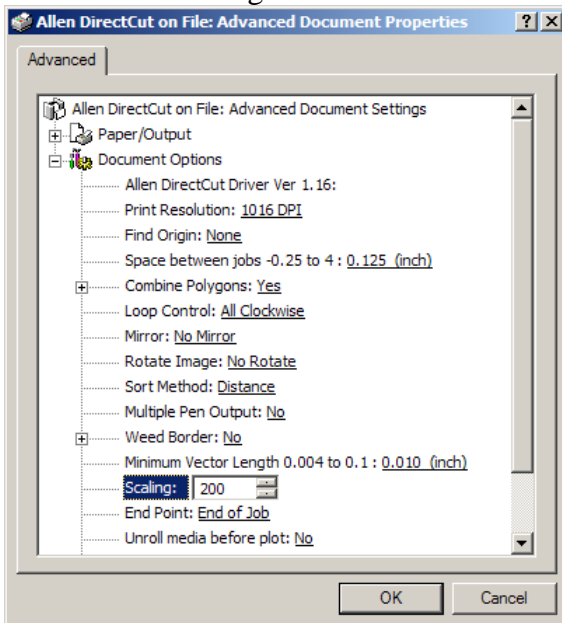 Allen DirectCut on File: Advanced Document Properties
Advanced
Allen DirectCut on File: Advanced Document Settings
Paper/Output
Document Options
Allen DirectCut Driver Ver 1.16:
Print Resolution: 1016 DPI
Find Origin: None
Space between jobs -0.25 to 4 : 0.125 (inch)
Combine Polygons: Yes
Loop Control: All Clockwise
Mirror: No Mirror
Rotate Image: No Rotate
Sort Method: Distance
Multiple Pen Output: No
Weed Border: No
Minimum Vector Length 0.004 to 0.1 : 0.010 (inch)
Scaling: 200
End Point: End of Job
Unroll media before plot: No
OK Cancel